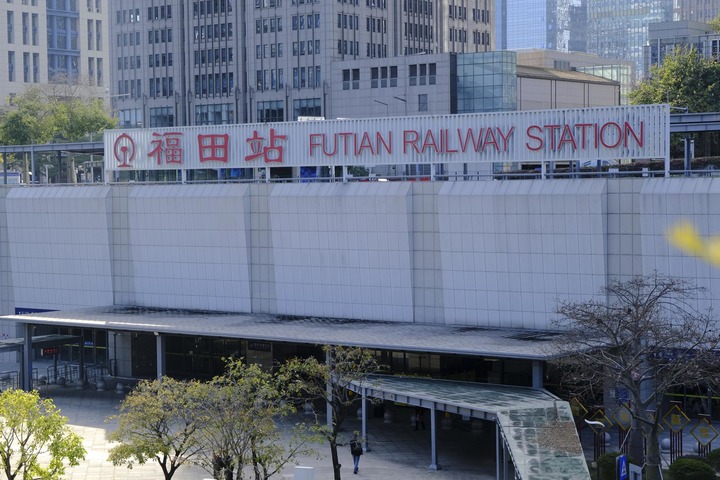 福田站 FUTIAN RAILWAY STATION